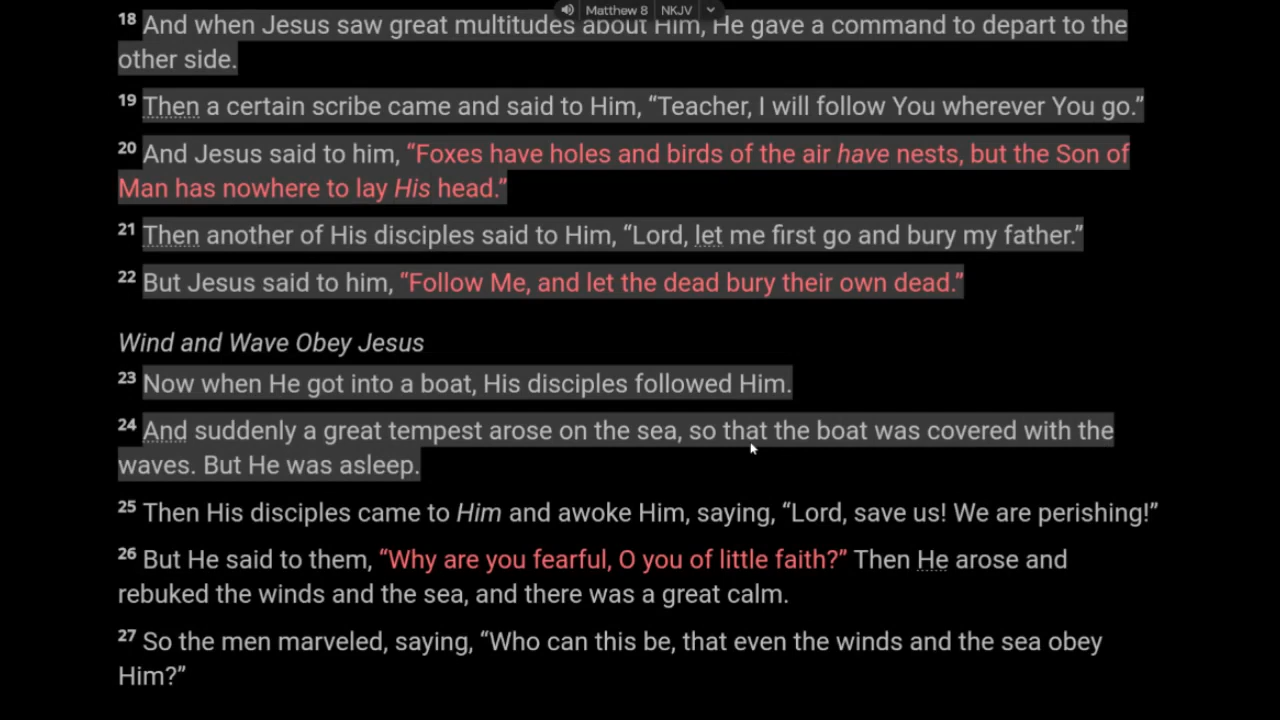 Matthew 8 NKJV
18 And when Jesus saw great multitudes about Him, He gave a command to depart to the
other side.
19 Then a certain scribe came and said to Him, “Teacher, I will follow You wherever You go.”
20 And Jesus said to him, “Foxes have holes and birds of the air have nests, but the Son of
Man has nowhere to lay His head.”
21 Then another of His disciples said to Him, “Lord, let me first go and bury my father.”
22 But Jesus said to him, “Follow Me, and let the dead bury their own dead.”
Wind and Wave Obey Jesus
23 Now when He got into a boat, His disciples followed Him.
24 And suddenly a great tempest arose on the sea, so that the boat was covered with the
waves. But He was asleep.
25 Then His disciples came to Him and awoke Him, saying, “Lord, save us! We are perishing!”
26 But He said to them, “Why are you fearful, O you of little faith?” Then He arose and
rebuked the winds and the sea, and there was a great calm.
27 So the men marveled, saying, “Who can this be, that even the winds and the sea obey
Him?”